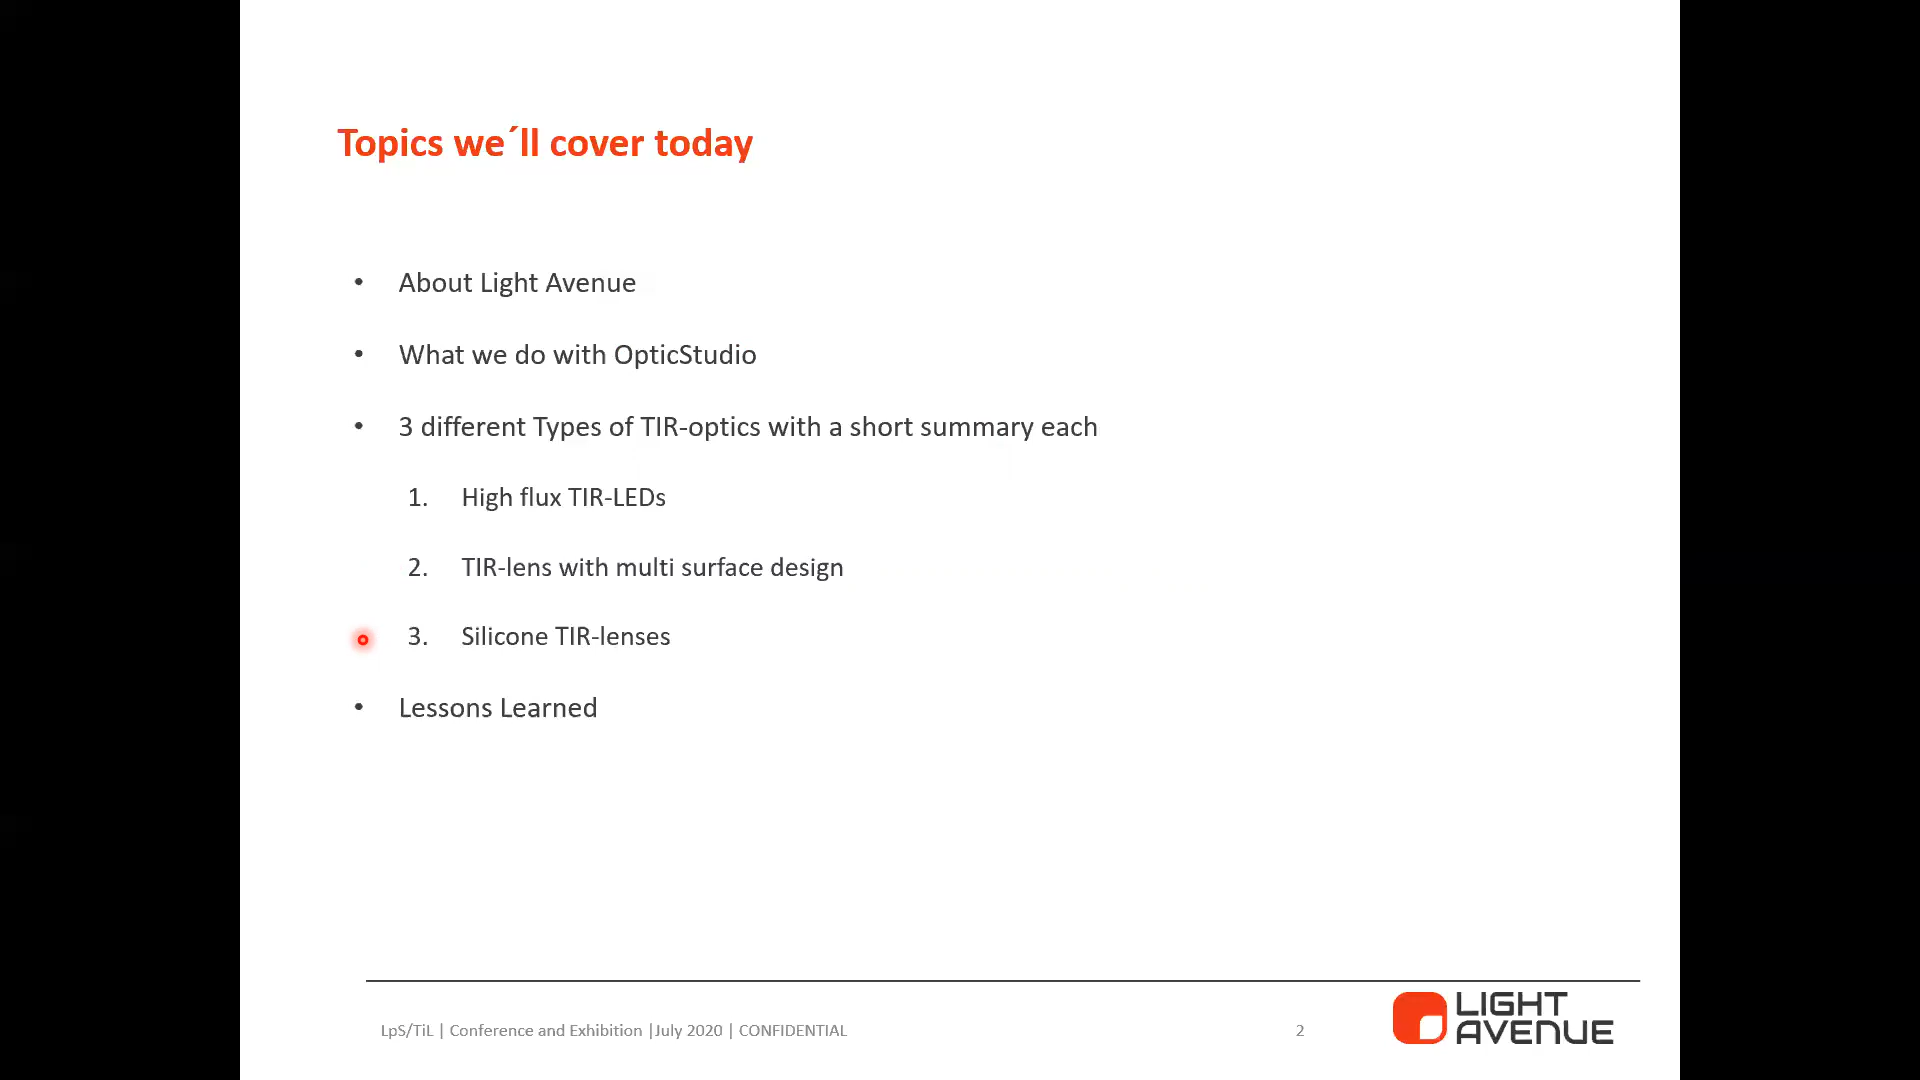 Topics we´ll cover today
• About Light Avenue
• What we do with OpticStudio
• 3 different Types of TIR-optics with a short summary each
1. High flux TIR-LEDs
2. TIR-lens with multi surface design
3. Silicone TIR-lenses
• Lessons Learned
LpS/TiL | Conference and Exhibition |July 2020 | CONFIDENTIAL
2
LIGHT
AVENUE